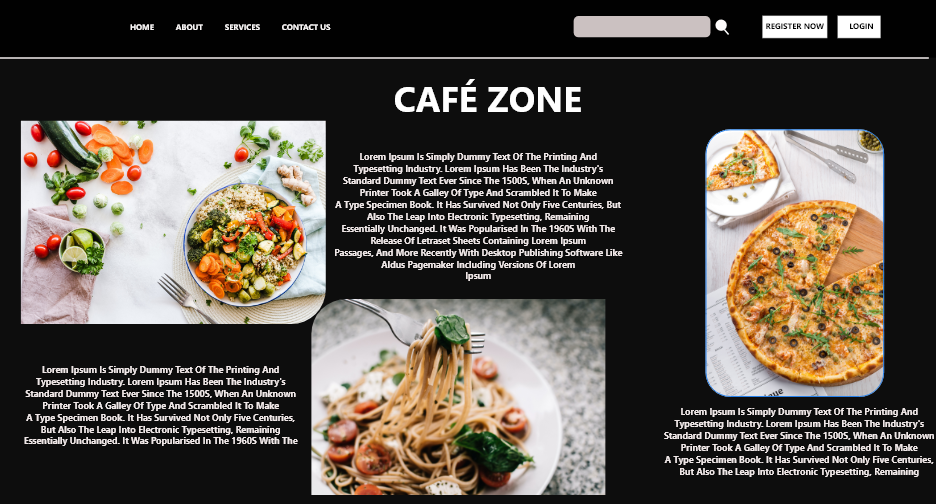 HOME ABOUT SERVICES CONTACT US REGISTER NOW LOGIN
CAFÉ ZONE
Lorem Ipsum Is Simply Dummy Text Of The Printing And
Typesetting Industry. Lorem Ipsum Has Been The Industry's
Standard Dummy Text Ever Since The 1500S, When An Unknown
Printer Took A Galley Of Type And Scrambled It To Make
A Type Specimen Book. It Has Survived Not Only Five Centuries, But
Also The Leap Into Electronic Typesetting, Remaining
Essentially Unchanged. It Was Popularised In The 1960S With The
Release Of Letraset Sheets Containing Lorem Ipsum
Passages, And More Recently With Desktop Publishing Software Like
Aldus Pagemaker Including Versions Of Lorem
Ipsum
Lorem Ipsum Is Simply Dummy Text Of The Printing And
Typesetting Industry. Lorem Ipsum Has Been The Industry's
Standard Dummy Text Ever Since The 1500S, When An Unknown
Printer Took A Galley Of Type And Scrambled It To Make
A Type Specimen Book. It Has Survived Not Only Five Centuries,
But Also The Leap Into Electronic Typesetting, Remaining
Essentially Unchanged. It Was Popularised In The 1960S With The
Lorem Ipsum Is Simply Dummy Text Of The Printing And
Typesetting Industry. Lorem Ipsum Has Been The Industry's
Standard Dummy Text Ever Since The 1500S, When An Unknown
Printer Took A Galley Of Type And Scrambled It To Make
A Type Specimen Book. It Has Survived Not Only Five Centuries,
But Also The Leap Into Electronic Typesetting, Remaining